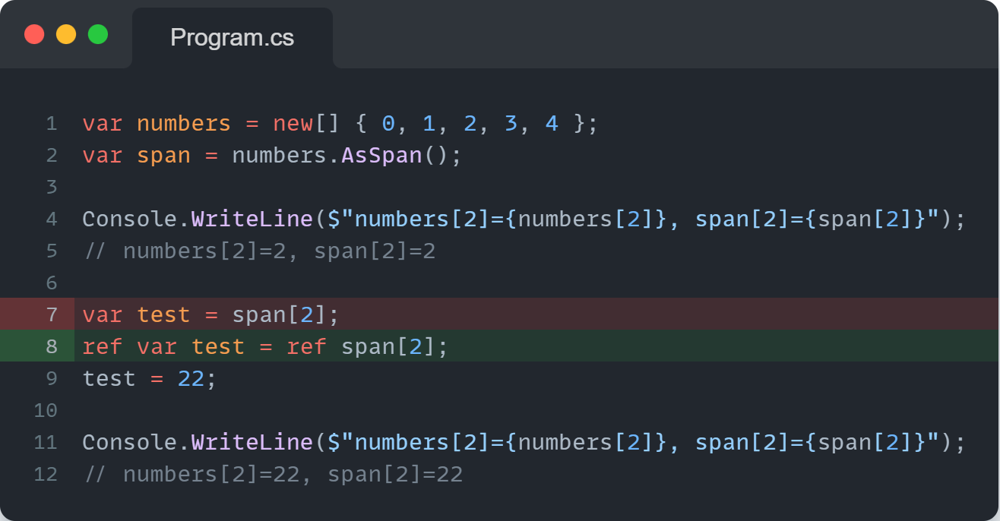 Program.cs
1 var numbers = new[] { 0, 1, 2, 3, 4 };
2 var span = numbers.AsSpan();
3
4 Console.WriteLine($"numbers[2]={numbers[2]}, span[2]={span[2]}");
5 // numbers[2]=2, span[2]=2
6
7 var test = span[2];
8 ref var test = ref span[2];
9 test = 22;
10
11 Console.WriteLine($"numbers[2]={numbers[2]}, span[2]={span[2]}");
12 // numbers[2]=22, span[2]=22